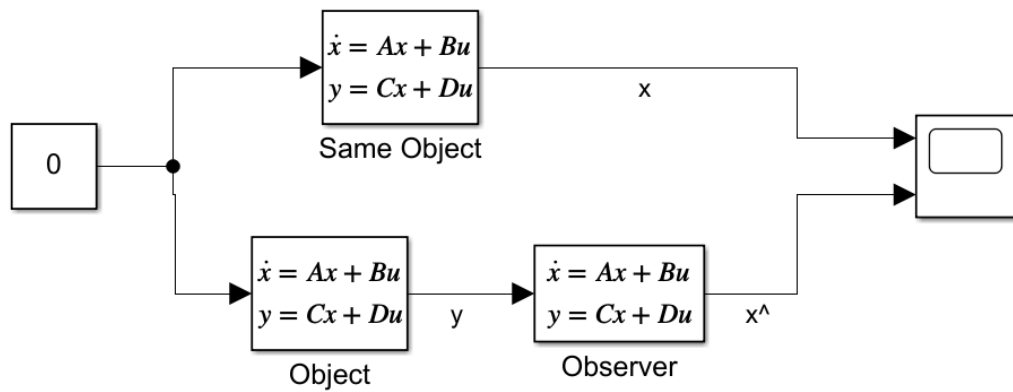 ẋ = Ax + Bu
y = Cx + Du
x
Same Object
0
ẋ = Ax + Bu
y = Cx + Du
y
ẋ = Ax + Bu
y = Cx + Du
x^
Object
Observer